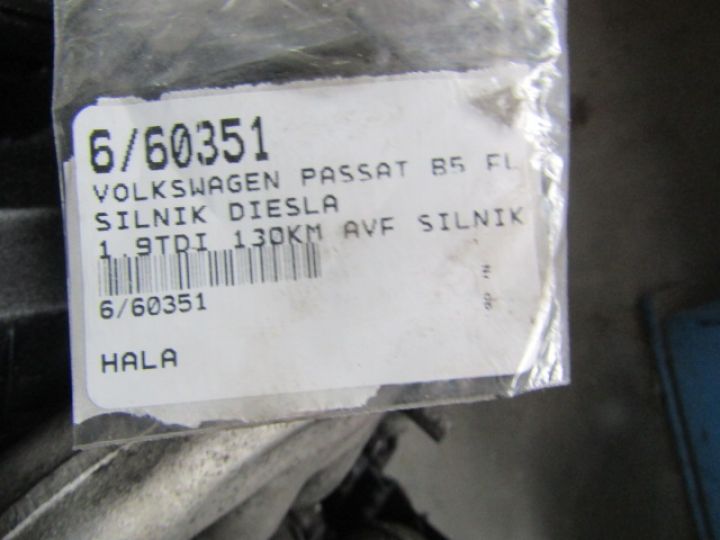 6/60351
VOLKSWAGEN PASSAT B5 FL
SILNIK DIESLA
1.9TDI 130KM AVF SILNIK
6/60351
HALA